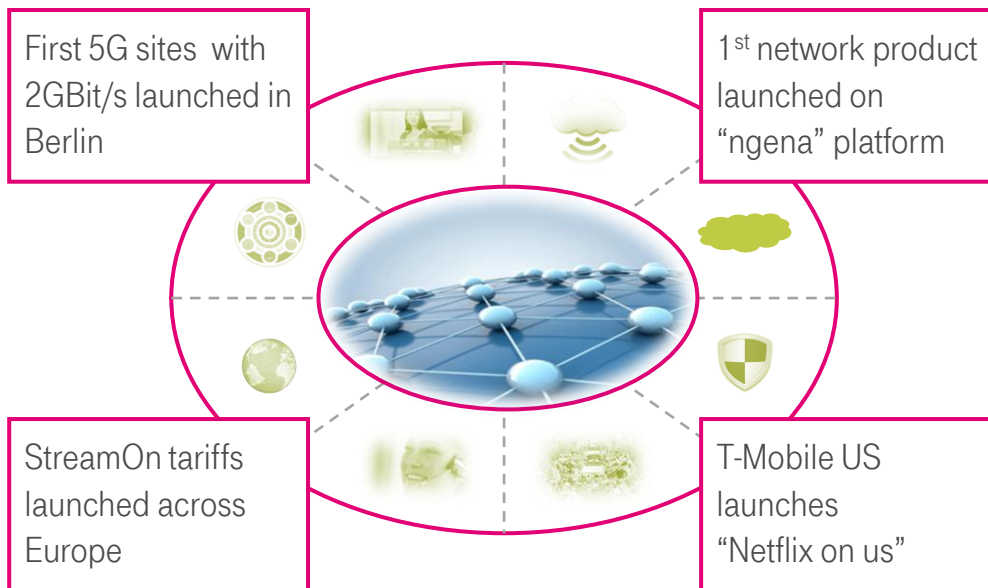 First 5G sites with
2GBit/s launched in
Berlin
1st network product
launched on
“ngena” platform
StreamOn tariffs
launched across
Europe
T-Mobile US
launches
“Netflix on us”